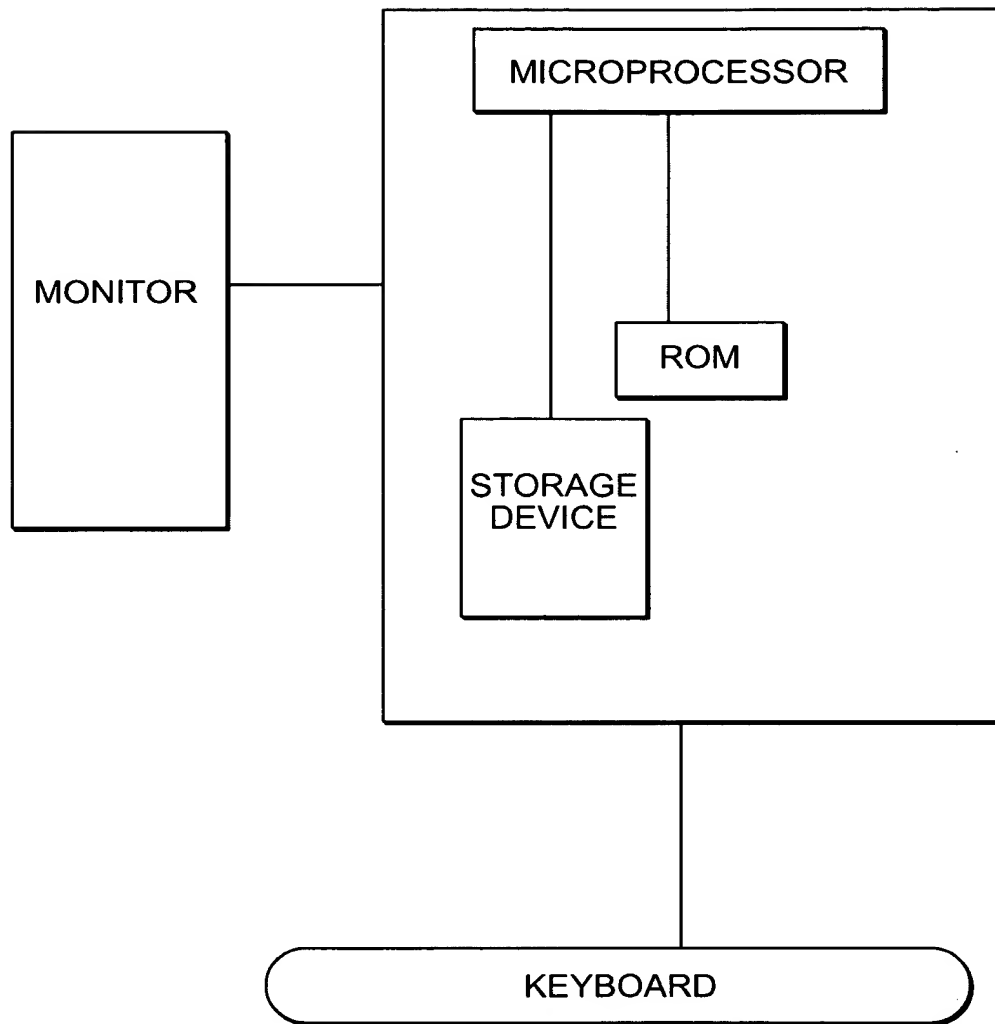 MICROPROCESSOR
MONITOR
ROM
STORAGE
DEVICE
KEYBOARD